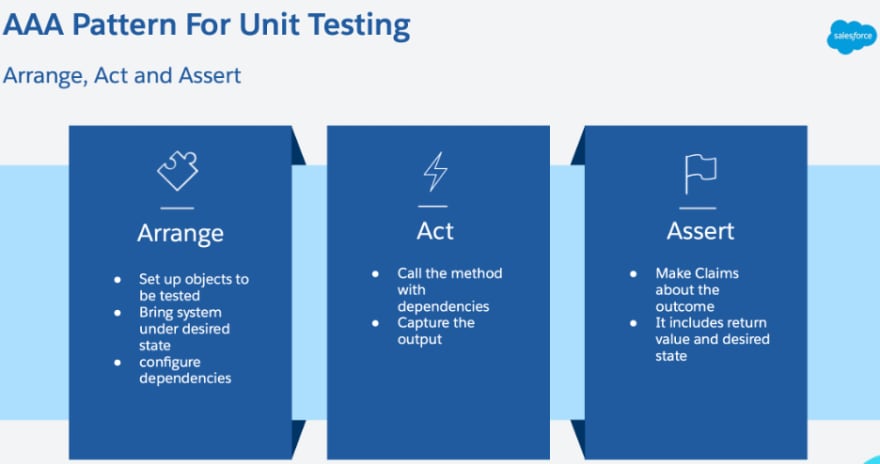 AAA Pattern For Unit Testing
salesforce
Arrange, Act and Assert
Arrange
● Set up objects to
be tested
● Bring system
under desired
state
● configure
dependencies
Act
● Call the method
with
dependencies
● Capture the
output
Assert
● Make Claims
about the
outcome
● It includes return
value and desired
state